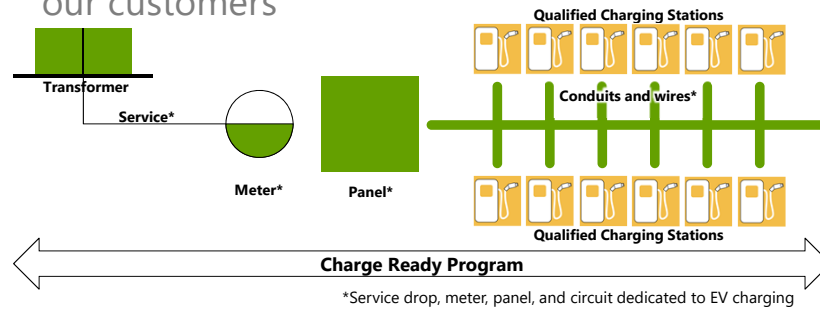 our customers
Qualified Charging Stations
Transformer
Conduits and wires*
Service*
Meter*
Panel*
Qualified Charging Stations
Charge Ready Program
*Service drop, meter, panel, and circuit dedicated to EV charging